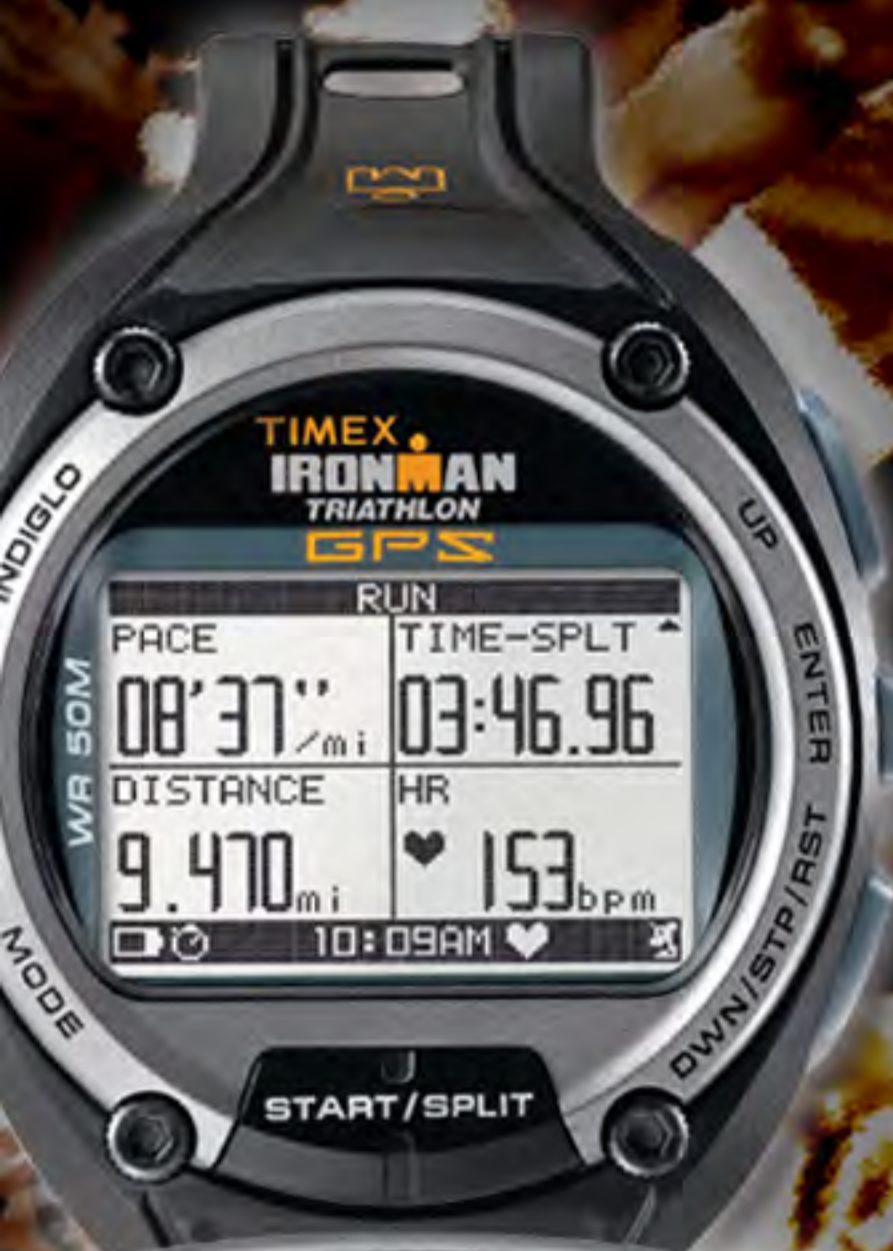 TIMEX
IRONMAN
TRIATHLON
GPS
INDIGLO
UP
ENTER
WR 50M
RUN
PACE
TIME-SPLT
08'37"/mi
03:46.96
DISTANCE
HR
9.470mi
153bpm
10:09AM
MODE
DWN/STP/RST
START/SPLIT